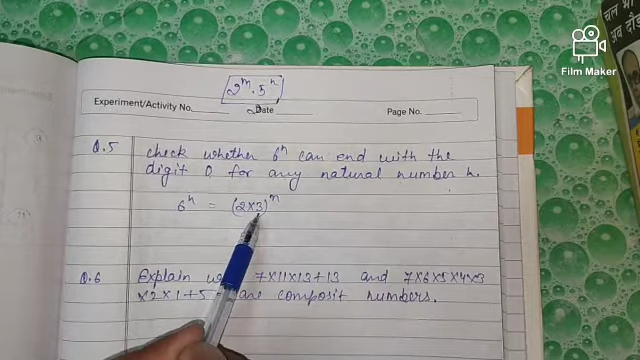 Film Maker
2^m . 5^n
Experiment/Activity No.
Date
Page No.
Q.5 check whether 6^n can end with the
digit 0 for any natural number n.
6^n = (2×3)^n
Q.6 Explain 7×11×13+13 and 7×6×5×4×3
×2×1+5 are composit numbers.
चल भी